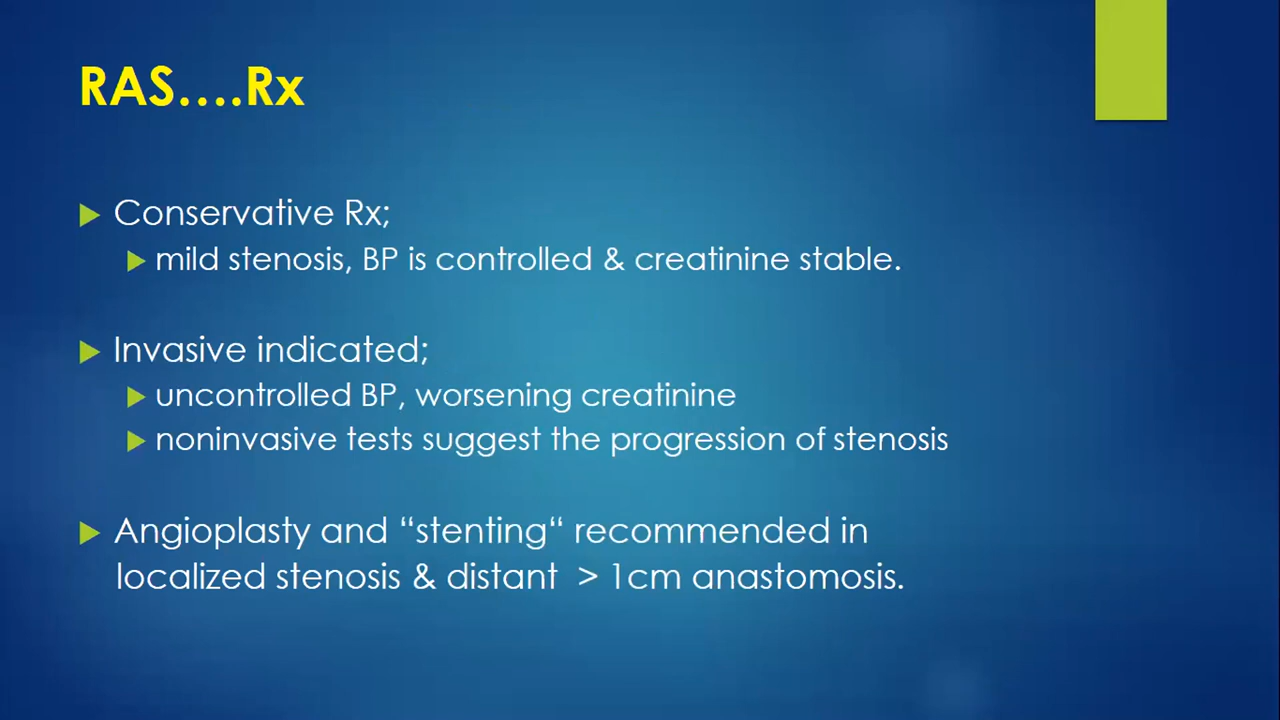 RAS....Rx
Conservative Rx;
mild stenosis, BP is controlled & creatinine stable.
Invasive indicated;
uncontrolled BP, worsening creatinine
noninvasive tests suggest the progression of stenosis
Angioplasty and “stenting“ recommended in
localized stenosis & distant > 1cm anastomosis.